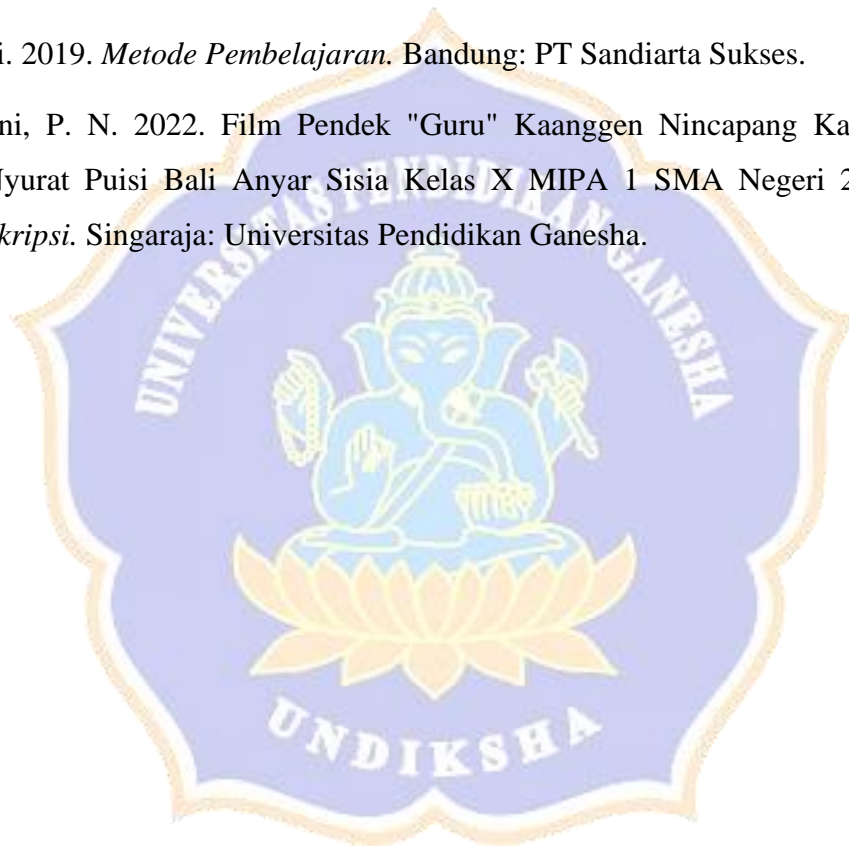 i. 2019. Metode Pembelajaran. Bandung: PT Sandiarta Sukses.
ni, P. N. 2022. Film Pendek "Guru" Kaanggen Nincapang Ka
Nyurat Puisi Bali Anyar Sisia Kelas X MIPA 1 SMA Negeri 2
kripsi. Singaraja: Universitas Pendidikan Ganesha.
UNIVERSITAS PENDIDIKAN GANESHA
UNDIKSHA